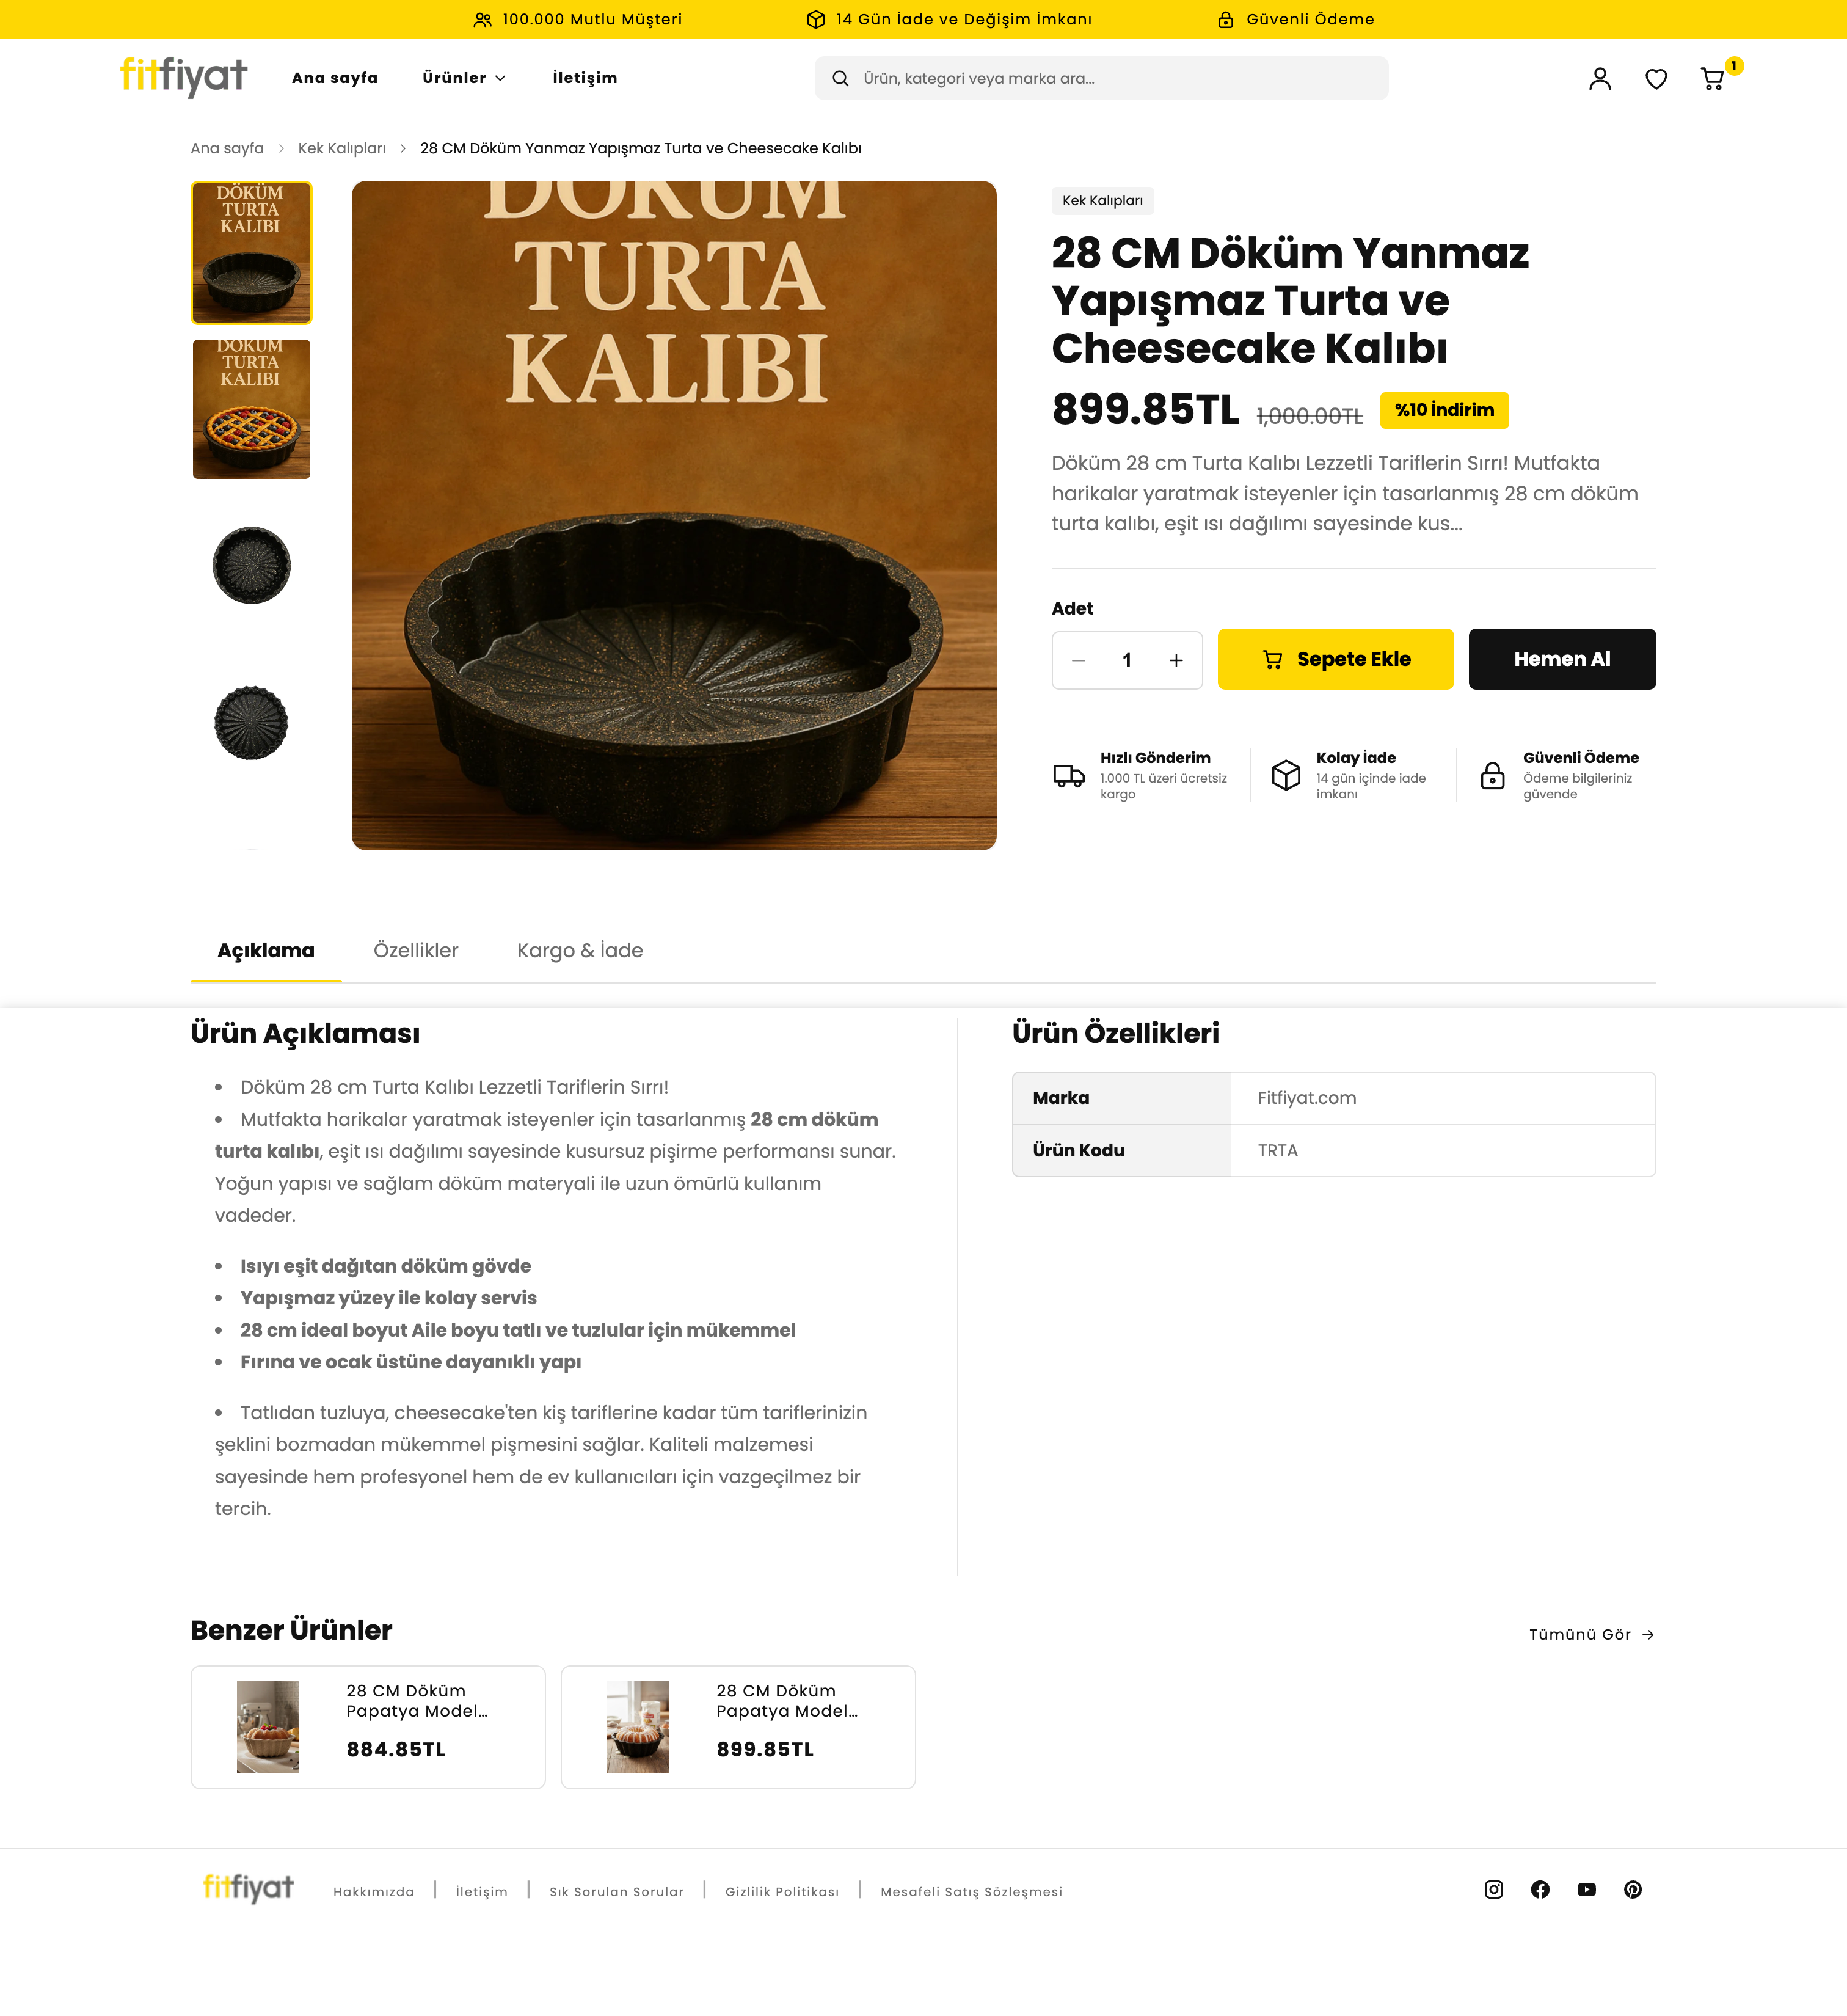 100.000 Mutlu Müşteri
14 Gün İade ve Değişim İmkanı
Güvenli Ödeme
fitfiyat
Ana sayfa
Ürünler
İletişim
Ürün, kategori veya marka ara...
1
Ana sayfa > Kek Kalıpları > 28 CM Döküm Yanmaz Yapışmaz Turta ve Cheesecake Kalıbı
DÖKÜM
TURTA
KALIBI
DÖKÜM
TURTA
KALIBI
DÖKÜM
TURTA
KALIBI
Kek Kalıpları
28 CM Döküm Yanmaz
Yapışmaz Turta ve
Cheesecake Kalıbı
899.85TL 1,000.00TL %10 İndirim
Döküm 28 cm Turta Kalıbı Lezzetli Tariflerin Sırrı! Mutfakta
harikalar yaratmak isteyenler için tasarlanmış 28 cm döküm
turta kalıbı, eşit ısı dağılımı sayesinde kus...
Adet
1
Sepete Ekle
Hemen Al
Hızlı Gönderim
1.000 TL üzeri ücretsiz
kargo
Kolay İade
14 gün içinde iade
imkanı
Güvenli Ödeme
Ödeme bilgileriniz
güvende
Açıklama
Özellikler
Kargo & İade
Ürün Açıklaması
• Döküm 28 cm Turta Kalıbı Lezzetli Tariflerin Sırrı!
• Mutfakta harikalar yaratmak isteyenler için tasarlanmış 28 cm döküm
turta kalıbı, eşit ısı dağılımı sayesinde kusursuz pişirme performansı sunar.
Yoğun yapısı ve sağlam döküm materyali ile uzun ömürlü kullanım
vadeder.
• Isıyı eşit dağıtan döküm gövde
• Yapışmaz yüzey ile kolay servis
• 28 cm ideal boyut Aile boyu tatlı ve tuzlular için mükemmel
• Fırına ve ocak üstüne dayanıklı yapı
• Tatlıdan tuzluya, cheesecake'ten kiş tariflerine kadar tüm tariflerinizin
şeklini bozmadan mükemmel pişmesini sağlar. Kaliteli malzemesi
sayesinde hem profesyonel hem de ev kullanıcıları için vazgeçilmez bir
tercih.
Ürün Özellikleri
Marka Fitfiyat.com
Ürün Kodu TRTA
Benzer Ürünler
Tümünü Gör →
28 CM Döküm
Papatya Model...
884.85TL
28 CM Döküm
Papatya Model...
899.85TL
fitfiyat
Hakkımızda | İletişim | Sık Sorulan Sorular | Gizlilik Politikası | Mesafeli Satış Sözleşmesi